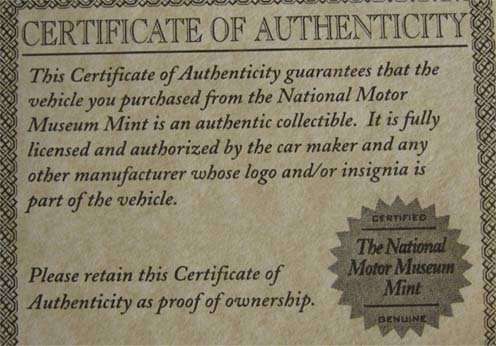 CERTIFICATE OF AUTHENTICITY
This Certificate of Authenticity guarantees that the
vehicle you purchased from the National Motor
Museum Mint is an authentic collectible. It is fully
licensed and authorized by the car maker and any
other manufacturer whose logo and/or insignia is
part of the vehicle.
Please retain this Certificate of
Authenticity as proof of ownership.
CERTIFIED
The National
Motor Museum
Mint
GENUINE